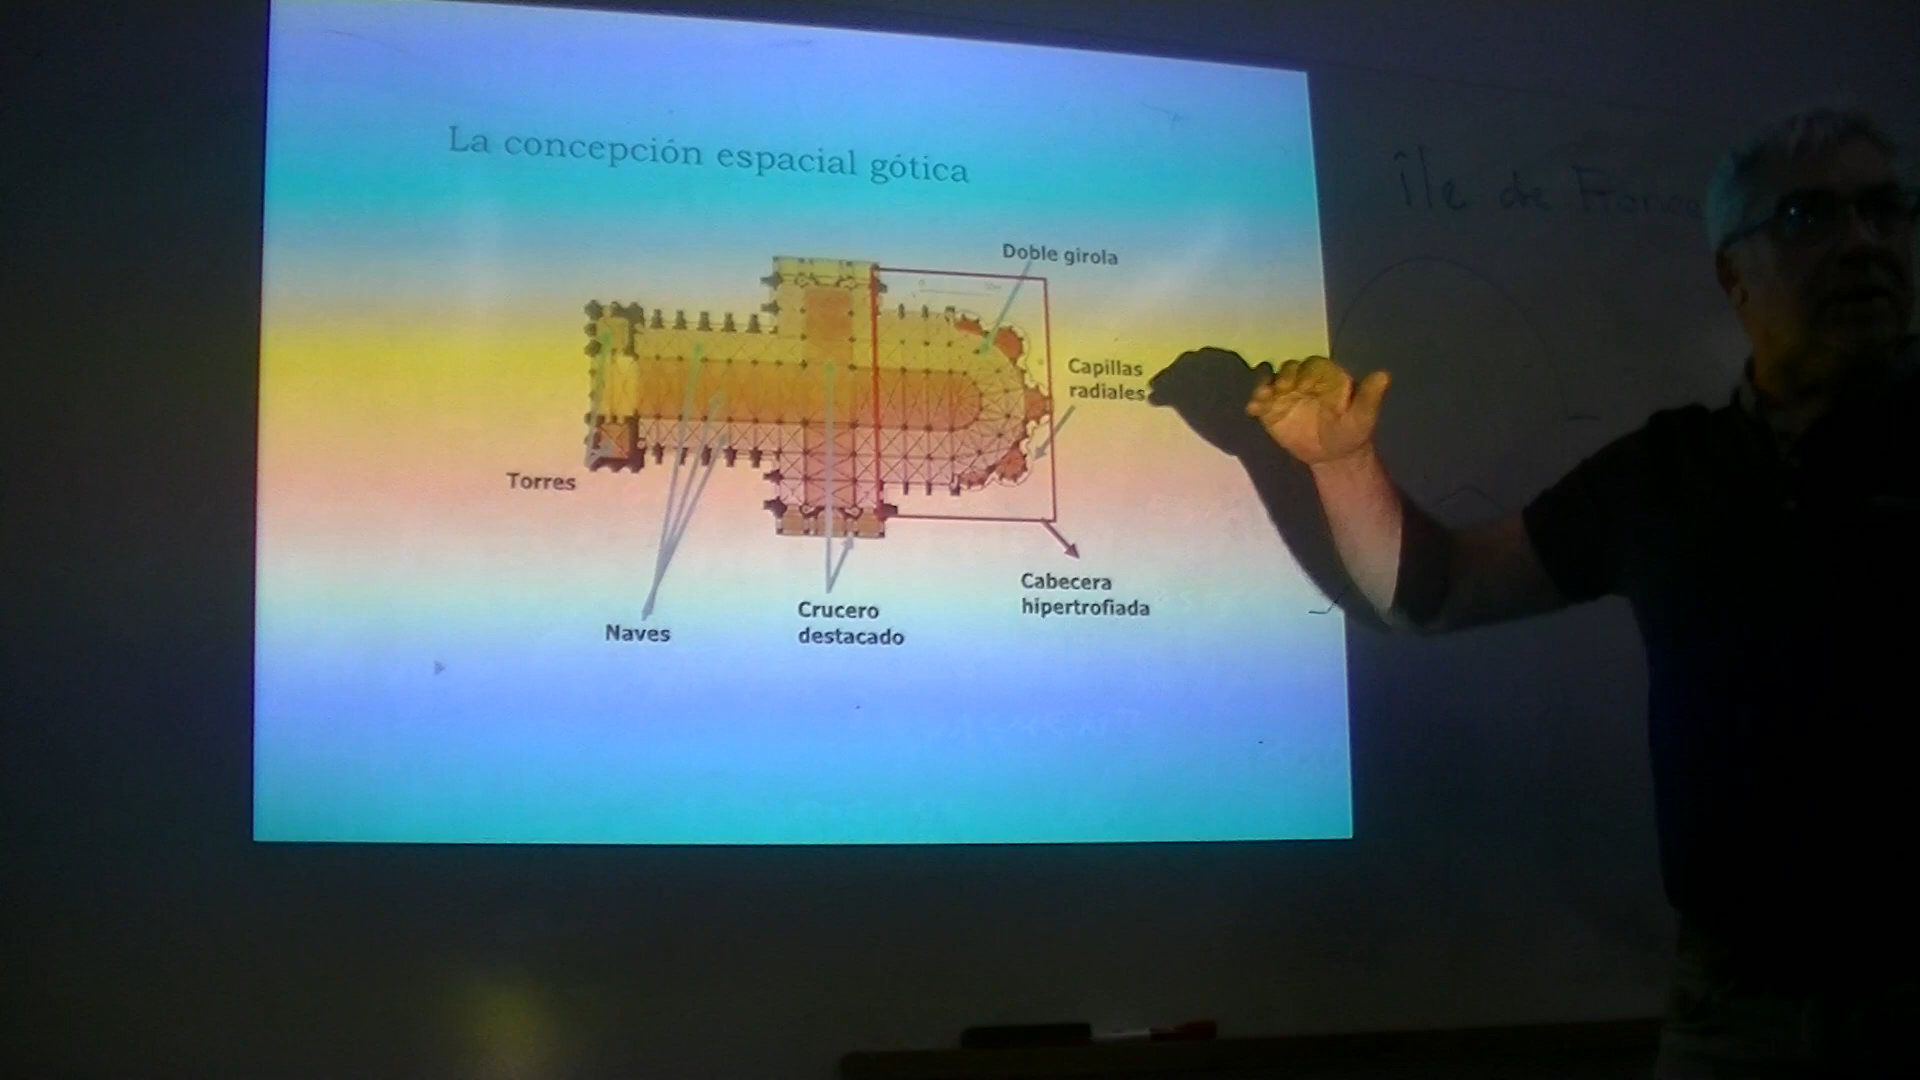 La concepción espacial gótica
île de France
Doble girola
Capillas
radiales
Torres
Cabecera
hipertrofiada
Crucero
destacado
Naves